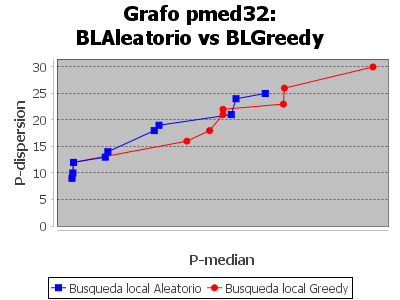 Grafo pmed32:
BLAleatorio vs BLGreedy
P-dispersion
30
25
20
15
10
5
0
P-median
Busqueda local Aleatorio
Busqueda local Greedy